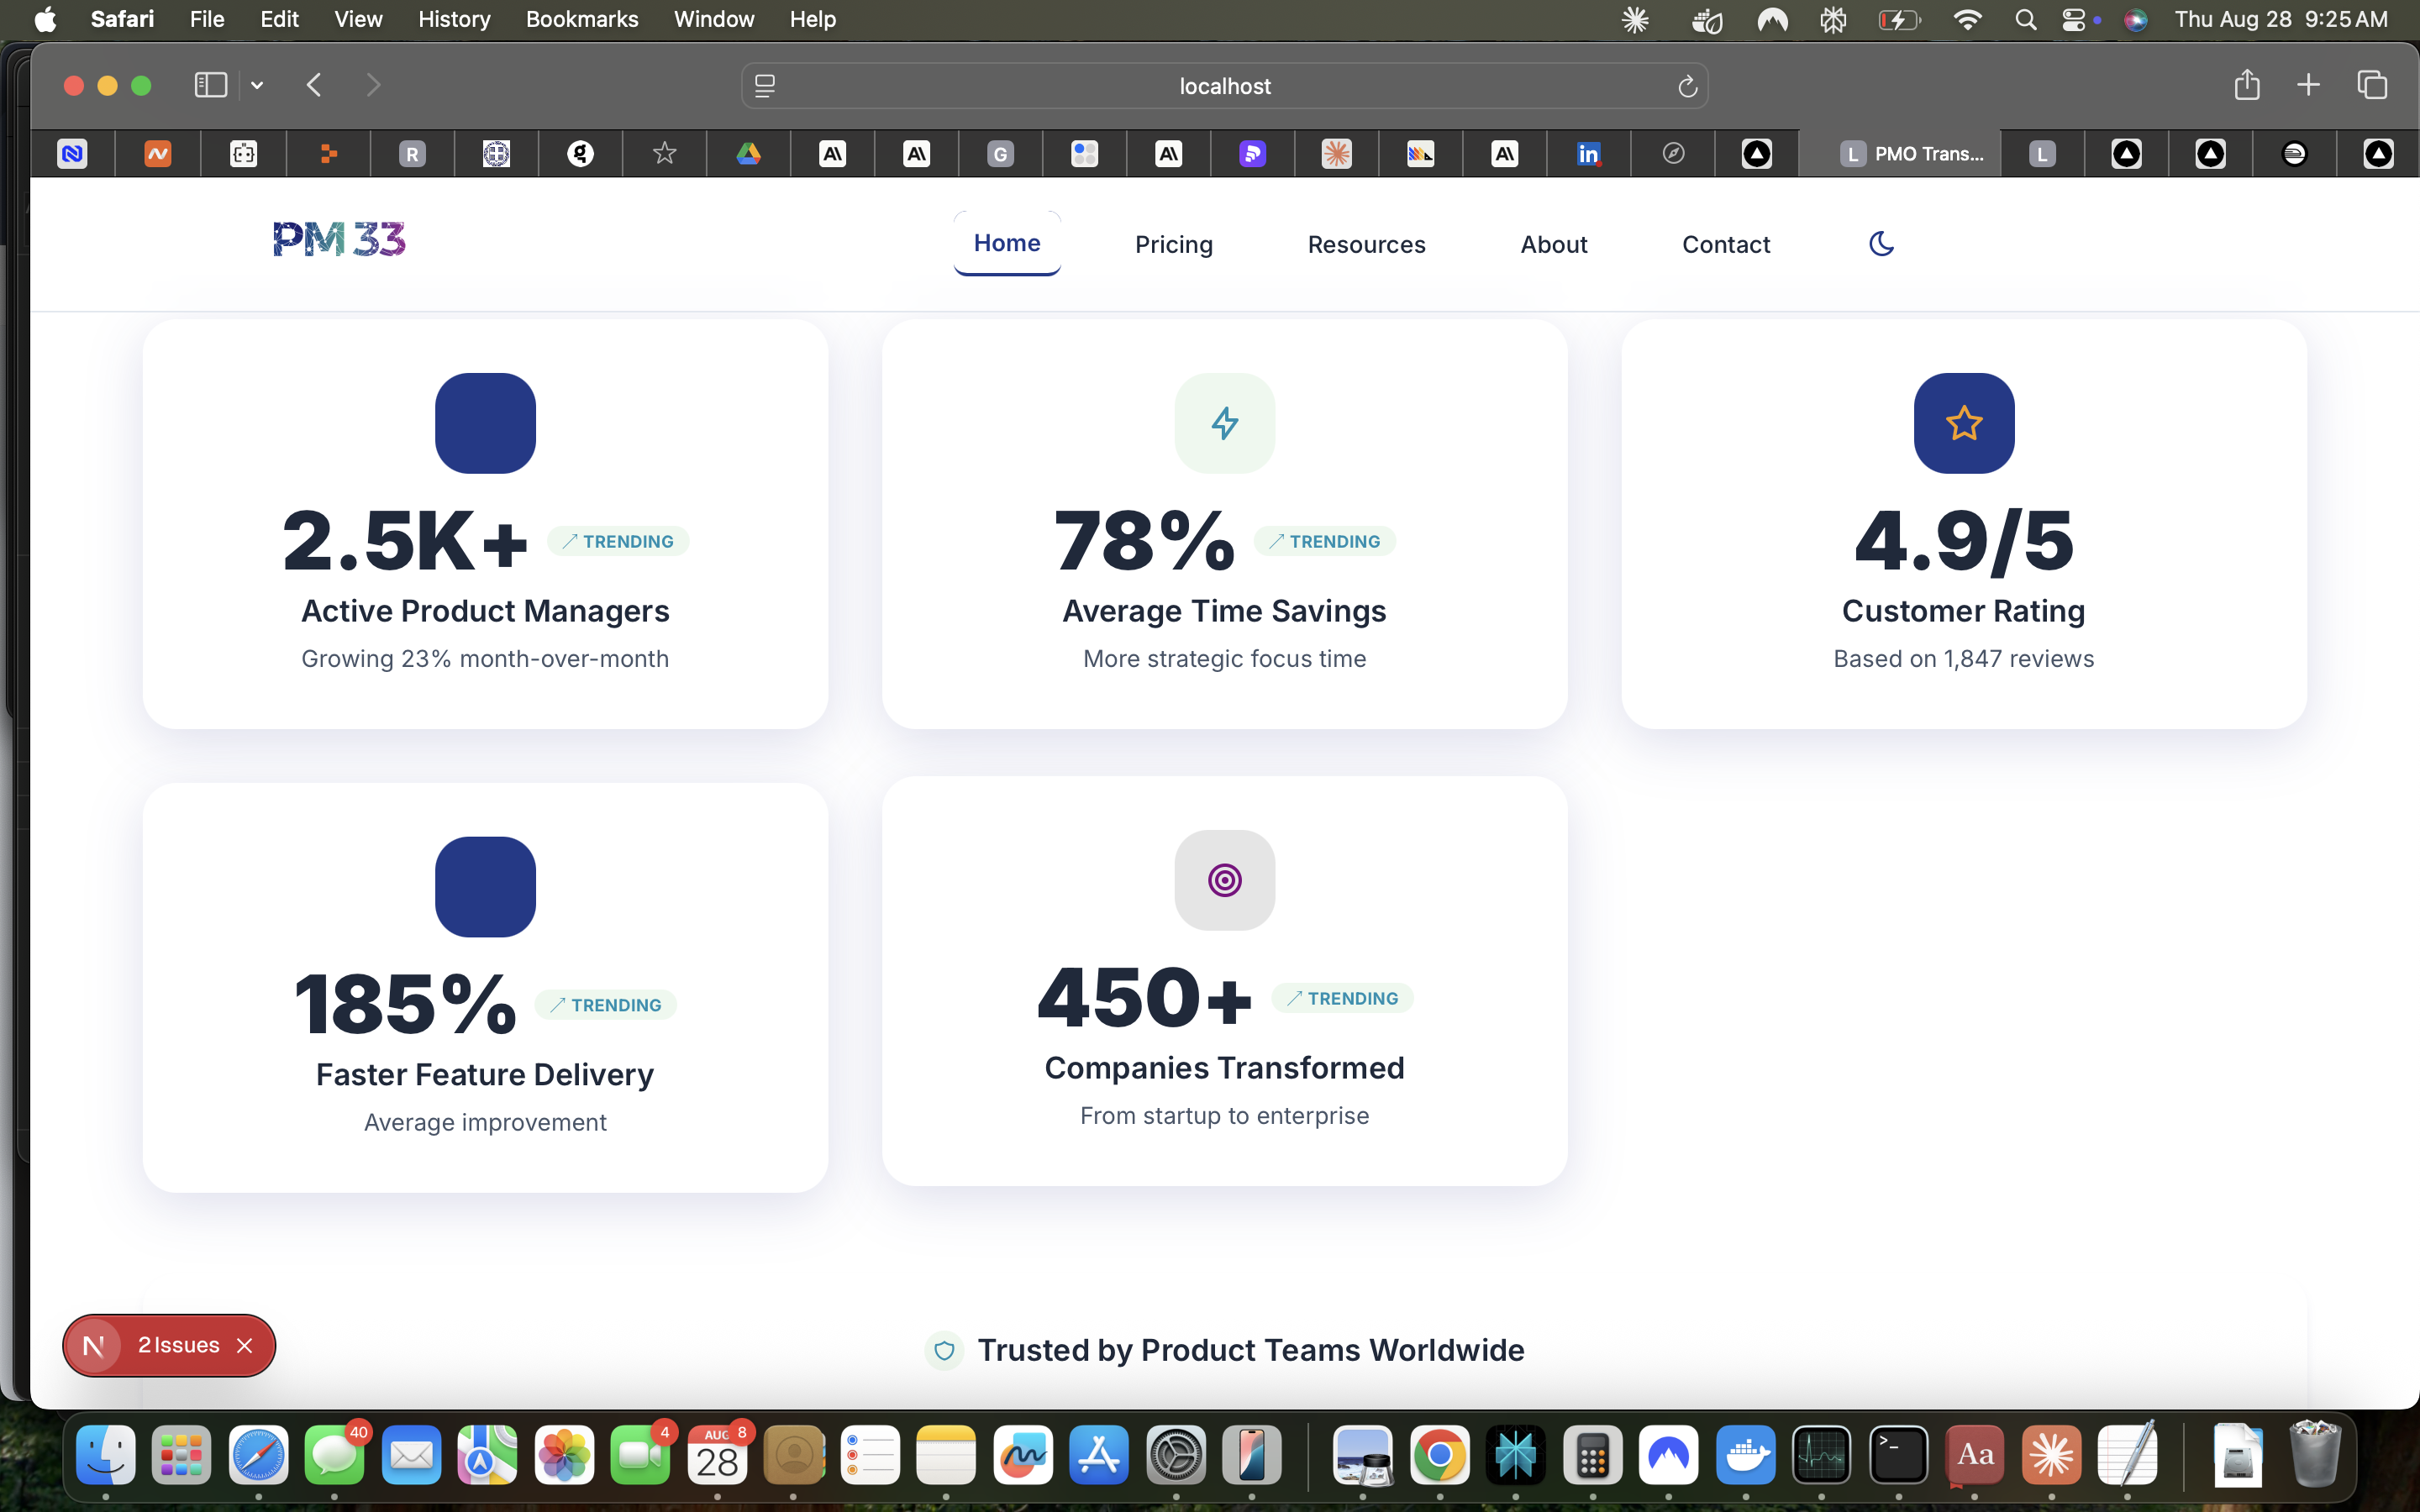 Safari File Edit View History Bookmarks Window Help Thu Aug 28 9:25 AM
localhost
N R g A\ A\ G A\ A\ in L PMO Trans... L
PM 33 Home Pricing Resources About Contact
2.5K+ ↗ TRENDING
Active Product Managers
Growing 23% month-over-month
78% ↗ TRENDING
Average Time Savings
More strategic focus time
4.9/5
Customer Rating
Based on 1,847 reviews
185% ↗ TRENDING
Faster Feature Delivery
Average improvement
450+ ↗ TRENDING
Companies Transformed
From startup to enterprise
N 2 Issues
Trusted by Product Teams Worldwide
40 4 AUG 8
28 >_ Aa